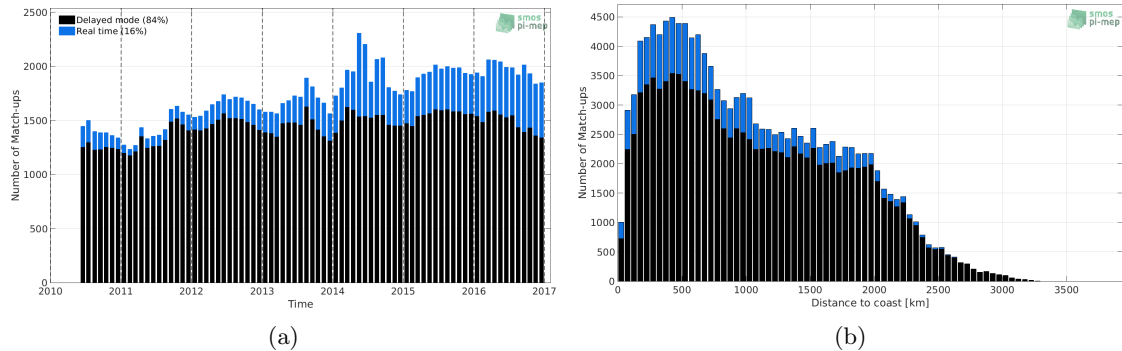 Delayed mode (84%)
Real time (16%)
smos
pi-mep
2500
2000
1500
1000
500
0
Number of Match-ups
2010 2011 2012 2013 2014 2015 2016 2017
Time
(a)
smos
pi-mep
4500
4000
3500
3000
2500
2000
1500
1000
500
0
Number of Match-ups
0 500 1000 1500 2000 2500 3000 3500
Distance to coast [km]
(b)